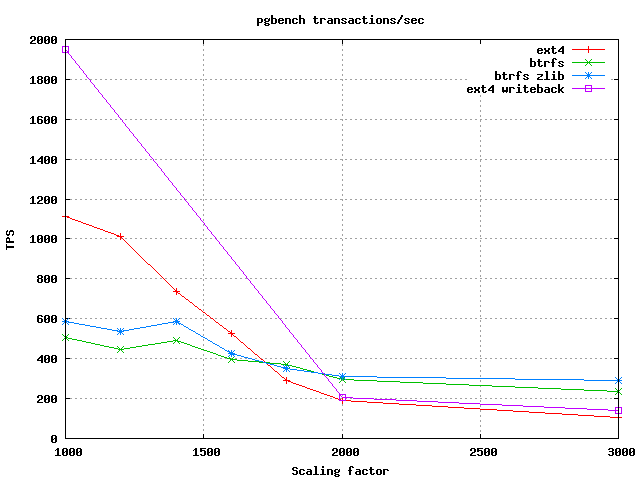 pgbench transactions/sec
2000
1800
1600
1400
1200
1000
800
600
400
200
0
TPS
ext4
btrfs
btrfs zlib
ext4 writeback
1000 1500 2000 2500 3000
Scaling factor